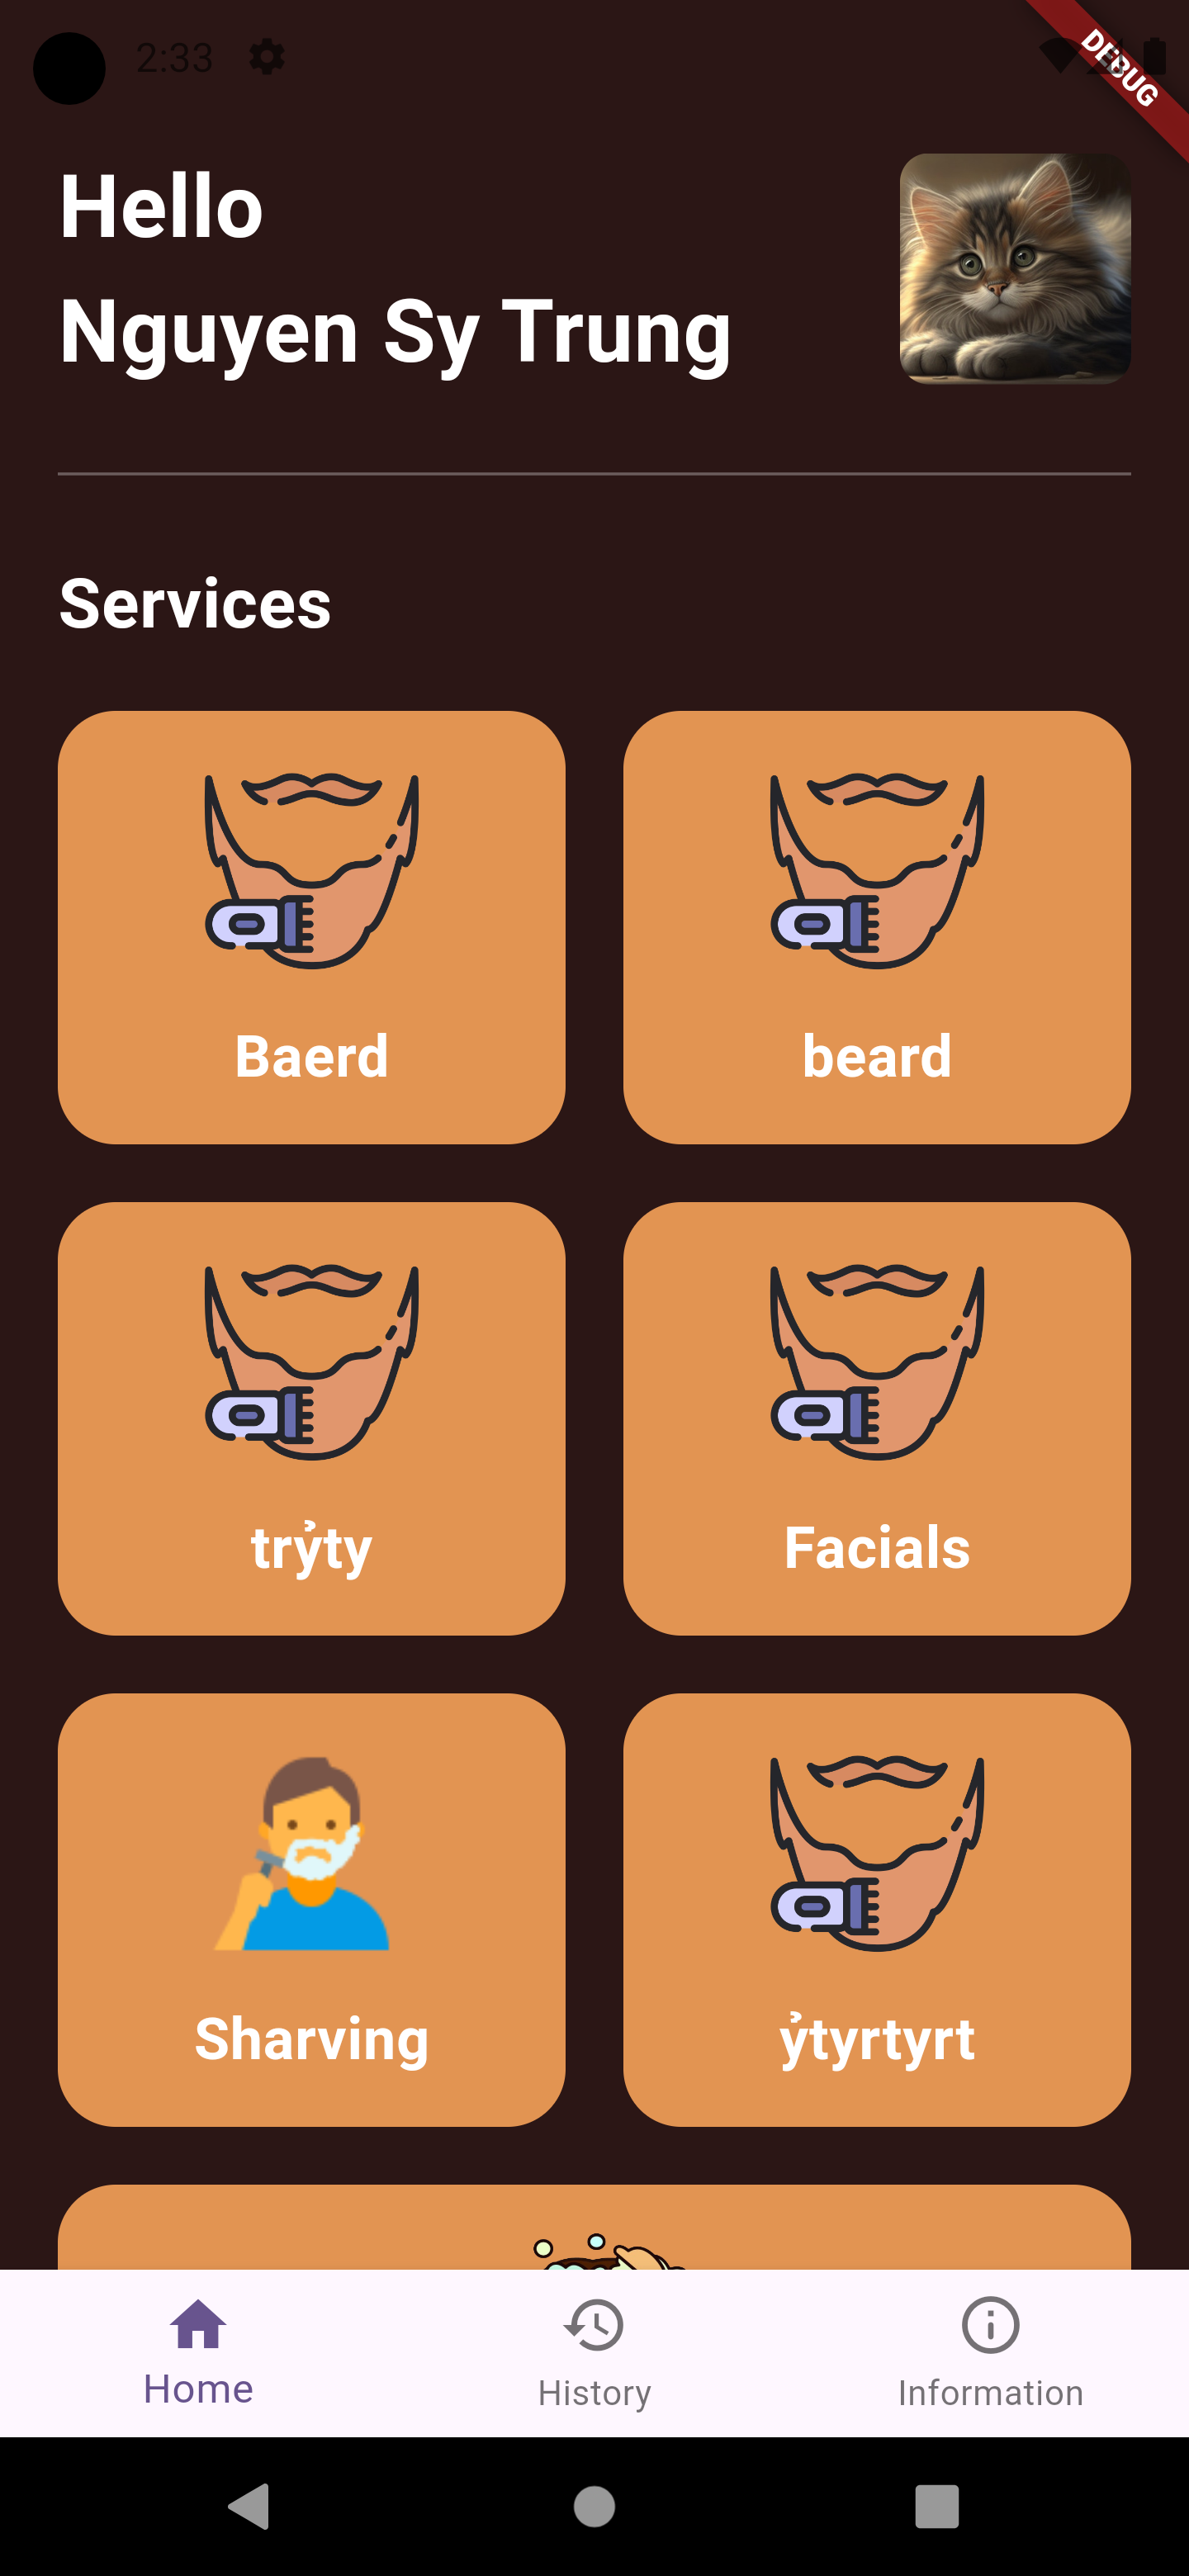 2:33
DEBUG
Hello
Nguyen Sy Trung
Services
Baerd
beard
trỷty
Facials
Sharving
ỷtyrtyrt
Home
History
Information